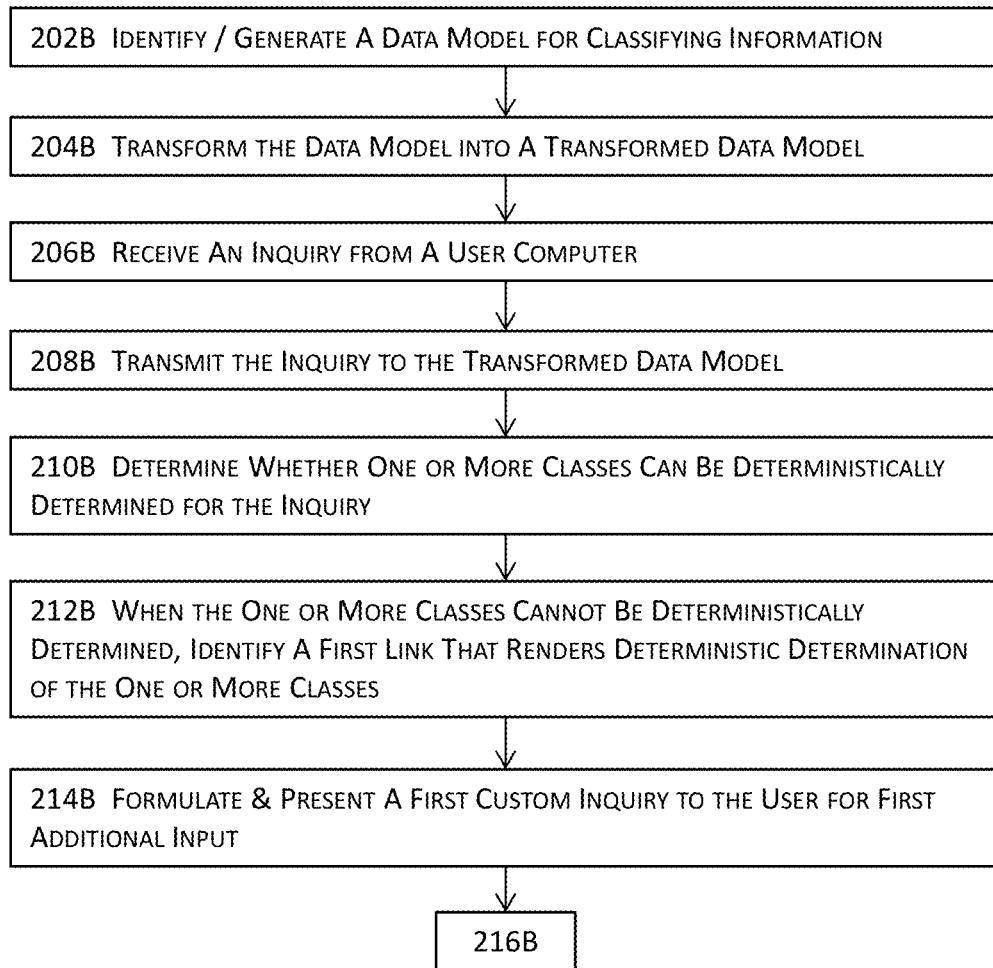 202B Identify / Generate A Data Model for Classifying Information
204B Transform the Data Model into A Transformed Data Model
206B Receive An Inquiry from A User Computer
208B Transmit the Inquiry to the Transformed Data Model
210B Determine Whether One or More Classes Can Be Deterministically
Determined for the Inquiry
212B When the One or More Classes Cannot Be Deterministically
Determined, Identify A First Link That Renders Deterministic Determination
of the One or More Classes
214B Formulate & Present A First Custom Inquiry to the User for First
Additional Input
216B